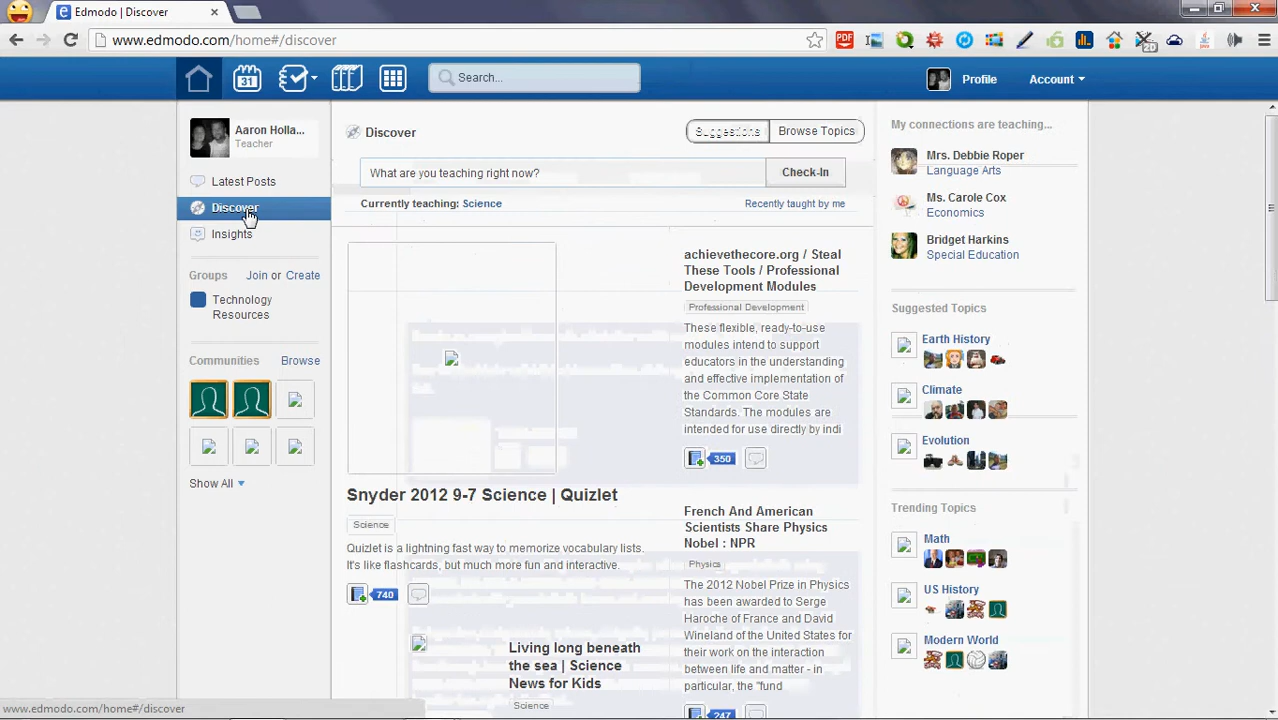 Edmodo | Discover
www.edmodo.com/home#/discover
PDF
20
31
Search...
Profile
Account
Aaron Holla...
Teacher
Latest Posts
Discover
Insights
Groups
Join or Create
Technology
Resources
Communities
Browse
Show All
Discover
Suggestions
Browse Topics
What are you teaching right now?
Check-In
Currently teaching: Science
Recently taught by me
Snyder 2012 9-7 Science | Quizlet
Science
Quizlet is a lightning fast way to memorize vocabulary lists.
It's like flashcards, but much more fun and interactive.
740
Living long beneath
the sea | Science
News for Kids
Science
achievethecore.org / Steal
These Tools / Professional
Development Modules
Professional Development
These flexible, ready-to-use
modules intend to support
educators in the understanding
and effective implementation of
the Common Core State
Standards. The modules are
intended for use directly by indi
350
French And American
Scientists Share Physics
Nobel : NPR
Physics
The 2012 Nobel Prize in Physics
has been awarded to Serge
Haroche of France and David
Wineland of the United States for
their work on the interaction
between life and matter - in
particular, the "fund
247
My connections are teaching...
Mrs. Debbie Roper
Language Arts
Ms. Carole Cox
Economics
Bridget Harkins
Special Education
Suggested Topics
Earth History
Climate
Evolution
Trending Topics
Math
US History
Modern World
www.edmodo.com/home#/discover